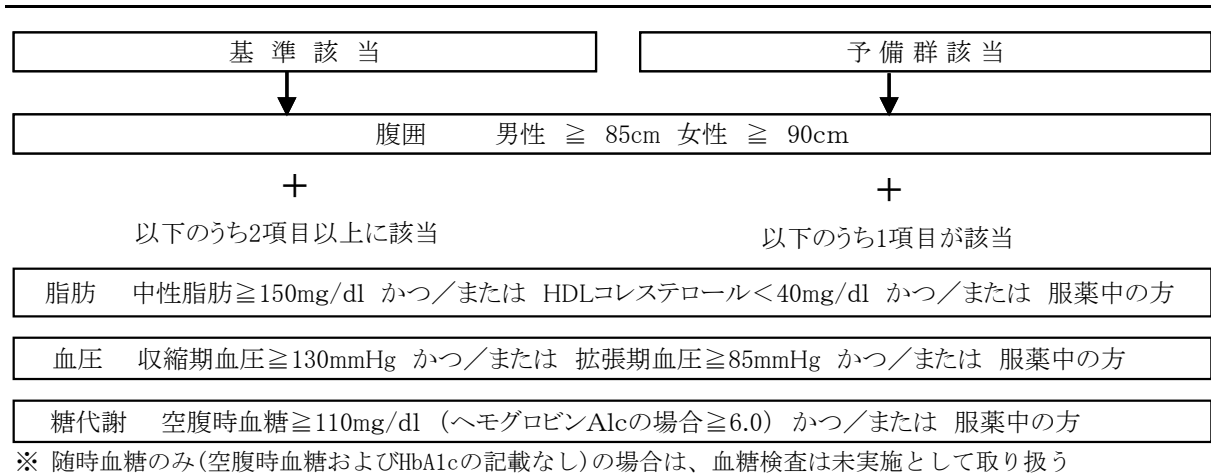 基 準 該 当
予 備 群 該 当
腹囲 男性 ≧ 85cm 女性 ≧ 90cm
＋ ＋
以下のうち2項目以上に該当
以下のうち1項目が該当
脂肪 中性脂肪≧150mg/dl かつ／または HDLコレステロール＜40mg/dl かつ／または 服薬中の方
血圧 収縮期血圧≧130mmHg かつ／または 拡張期血圧≧85mmHg かつ／または 服薬中の方
糖代謝 空腹時血糖≧110mg/dl (ヘモグロビンA1cの場合≧6.0) かつ／または 服薬中の方
※ 随時血糖のみ(空腹時血糖およびHbA1cの記載なし)の場合は、血糖検査は未実施として取り扱う